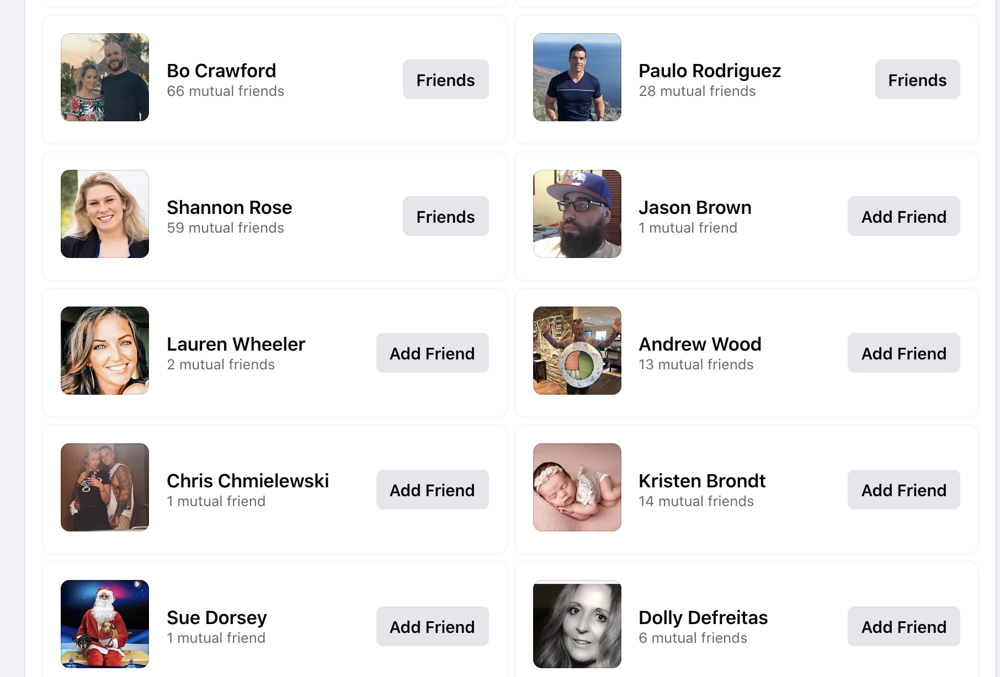 Bo Crawford
66 mutual friends
Friends
Paulo Rodriguez
28 mutual friends
Friends
Shannon Rose
59 mutual friends
Friends
Jason Brown
1 mutual friend
Add Friend
Lauren Wheeler
2 mutual friends
Add Friend
Andrew Wood
13 mutual friends
Add Friend
Chris Chmielewski
1 mutual friend
Add Friend
Kristen Brondt
14 mutual friends
Add Friend
Sue Dorsey
1 mutual friend
Add Friend
Dolly Defreitas
6 mutual friends
Add Friend